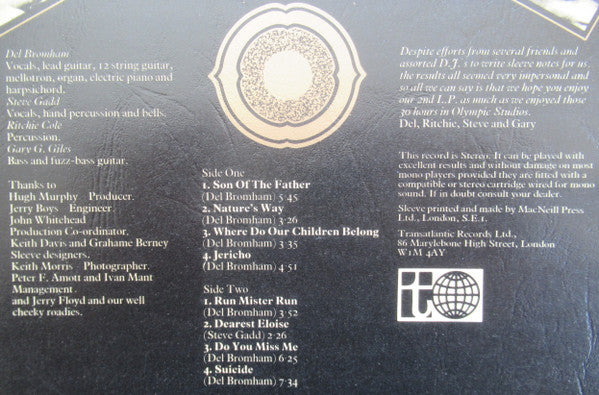 Del Bromham
Vocals, lead guitar, 12 string guitar,
mellotron, organ, electric piano and
harpsichord.
Steve Gadd
Vocals, hand percussion and bells.
Ritchie Cole
Percussion.
Gary G. Giles
Bass and fuzz-bass guitar.
Thanks to
Hugh Murphy Producer.
Jerry Boys Engineer.
John Whitehead
Production Co-ordinator.
Keith Davis and Grahame Berney
Sleeve designers.
Keith Morris Photographer.
Peter F. Amott and Ivan Mant
Management.
and Jerry Floyd and our well
cheeky roadies.
Side One
1. Son Of The Father
(Del Bromham) 5:45
2. Nature's Way
(Del Bromham) 3:26
3. Where Do Our Children Belong
(Del Bromham) 3:35
4. Jericho
(Del Bromham) 4:51
Side Two
1. Run Mister Run
(Del Bromham) 3:52
2. Dearest Eloise
(Steve Gadd) 2:26
3. Do You Miss Me
(Del Bromham) 6:25
4. Suicide
(Del Bromham) 7:34
Despite efforts from several friends and
assorted D.J. s to write sleeve notes for us,
the results all seemed very impersonal and
so all we can say is that we hope you enjoy
our 2nd L.P. as much as we enjoyed those
30 hours in Olympic Studios.
Del, Ritchie, Steve and Gary
This record is Stereo. It can be played with
excellent results and without damage on most
mono players provided they are fitted with a
compatible or stereo cartridge wired for mono
sound. If in doubt consult your dealer.
Sleeve printed and made by MacNeill Press
Ltd., London, S.E.1.
Transatlantic Records Ltd.,
86 Marylebone High Street, London
W1M 4AY
it